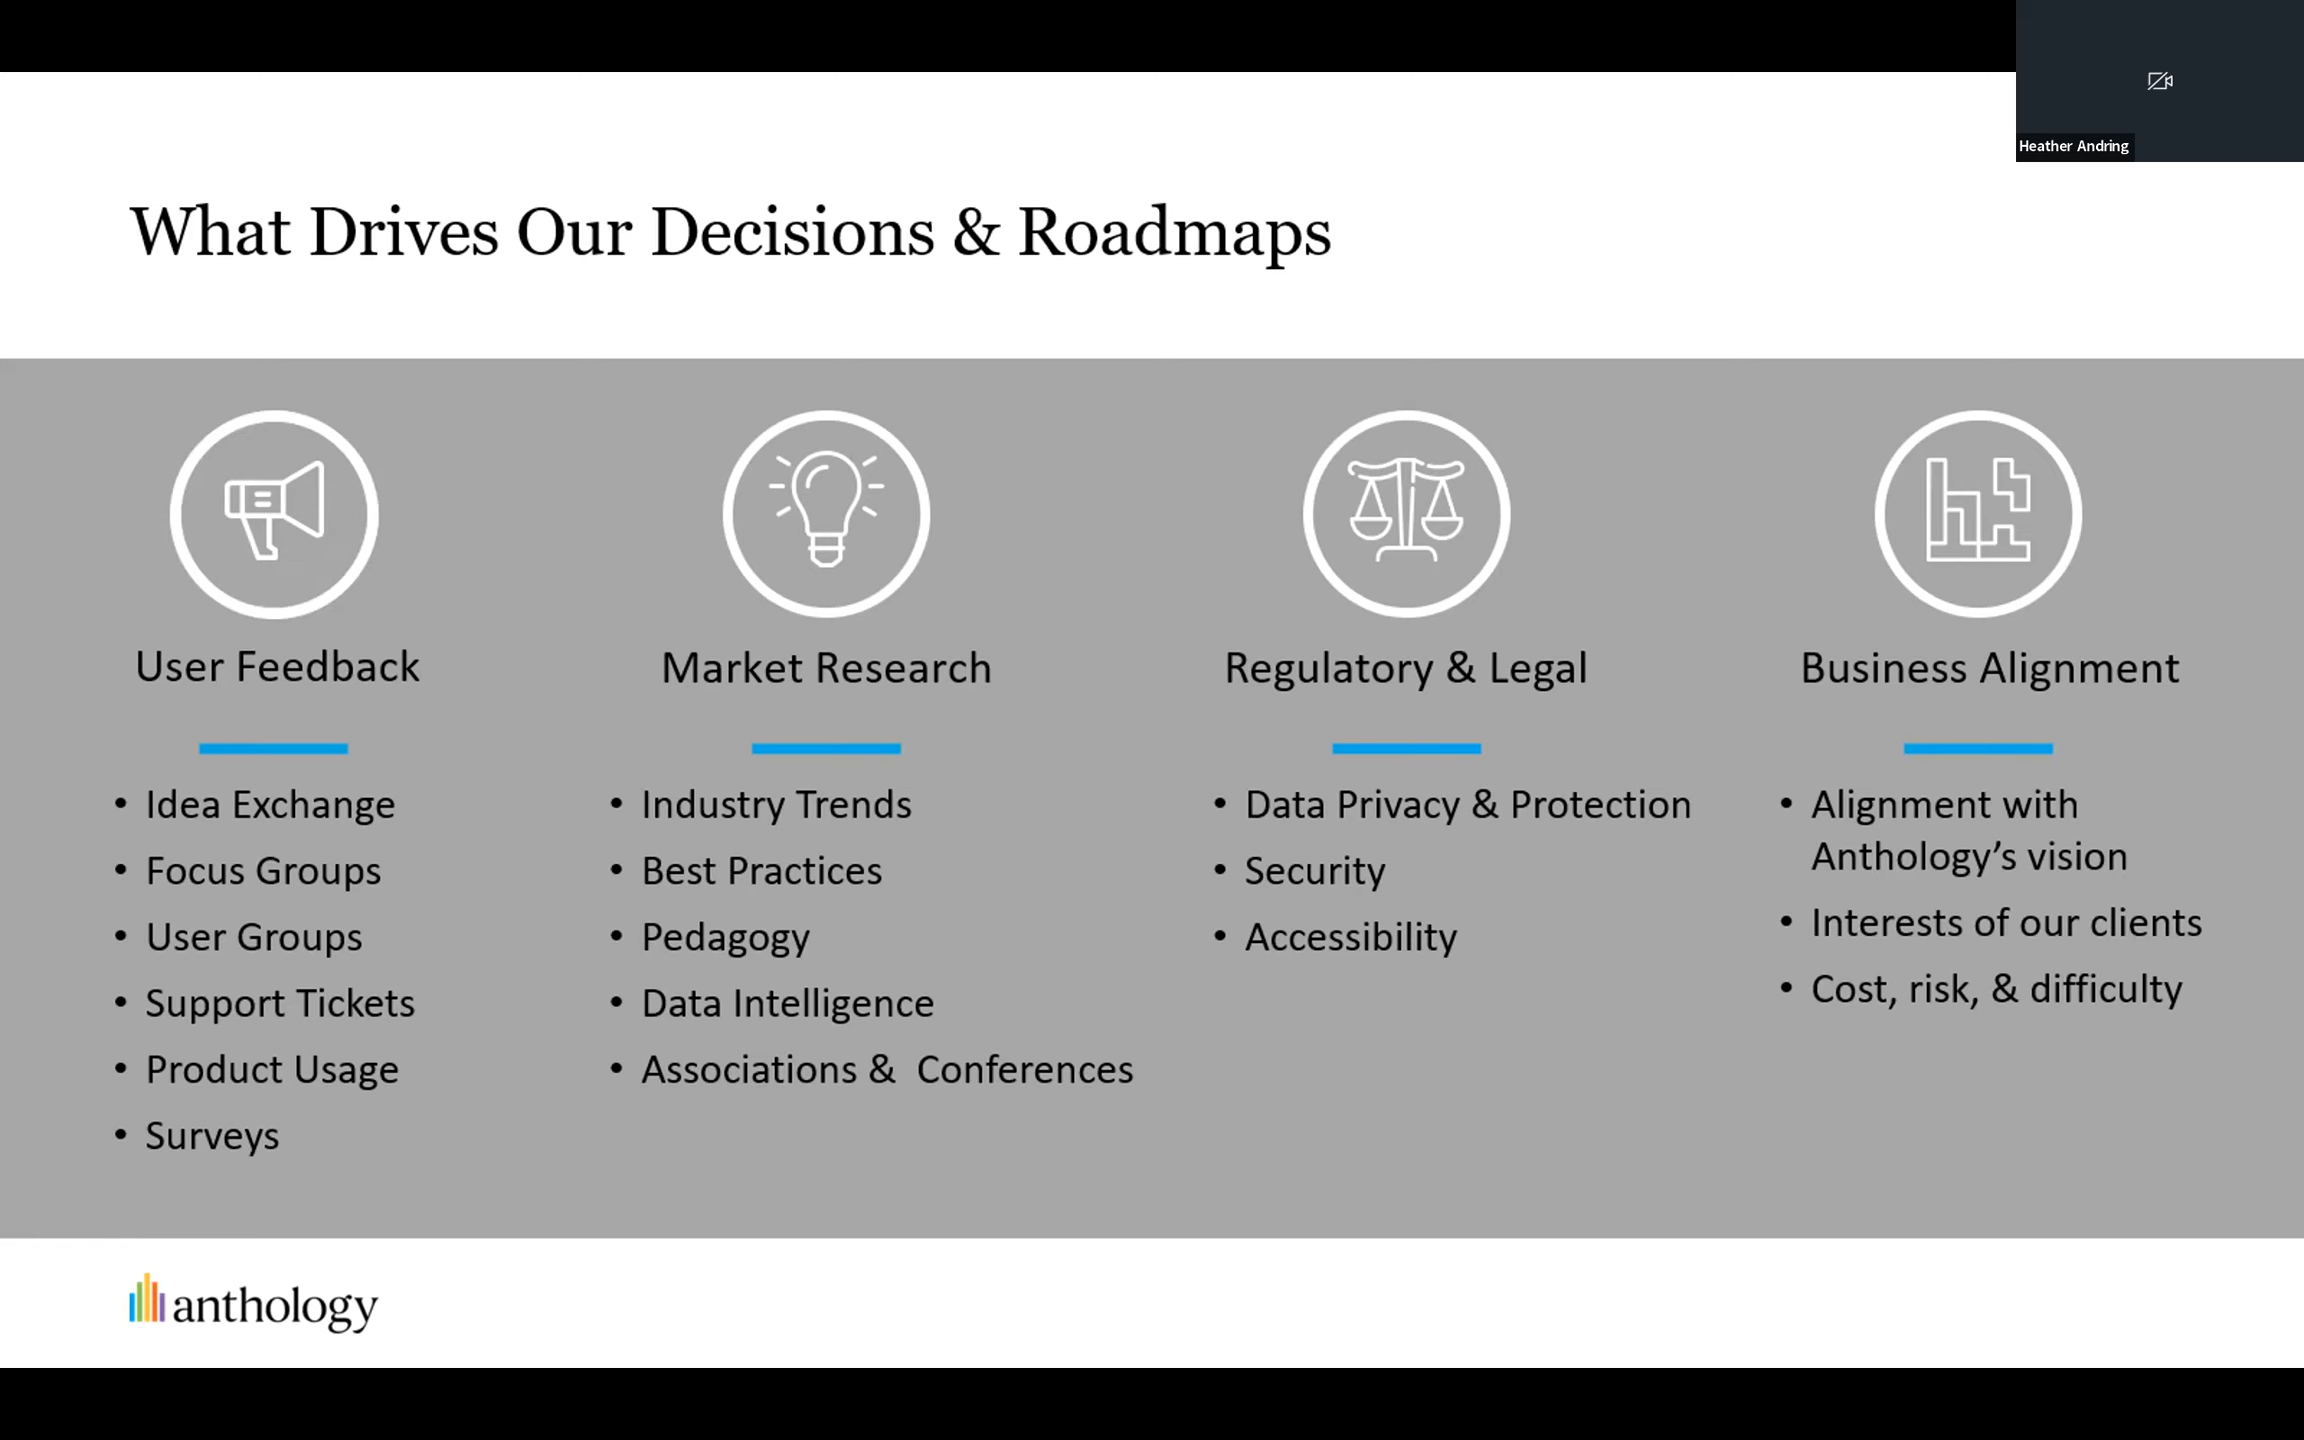 Heather Andring
What Drives Our Decisions & Roadmaps
User Feedback
• Idea Exchange
• Focus Groups
• User Groups
• Support Tickets
• Product Usage
• Surveys
Market Research
• Industry Trends
• Best Practices
• Pedagogy
• Data Intelligence
• Associations &  Conferences
Regulatory & Legal
• Data Privacy & Protection
• Security
• Accessibility
Business Alignment
• Alignment with
Anthology’s vision
• Interests of our clients
• Cost, risk, & difficulty
anthology